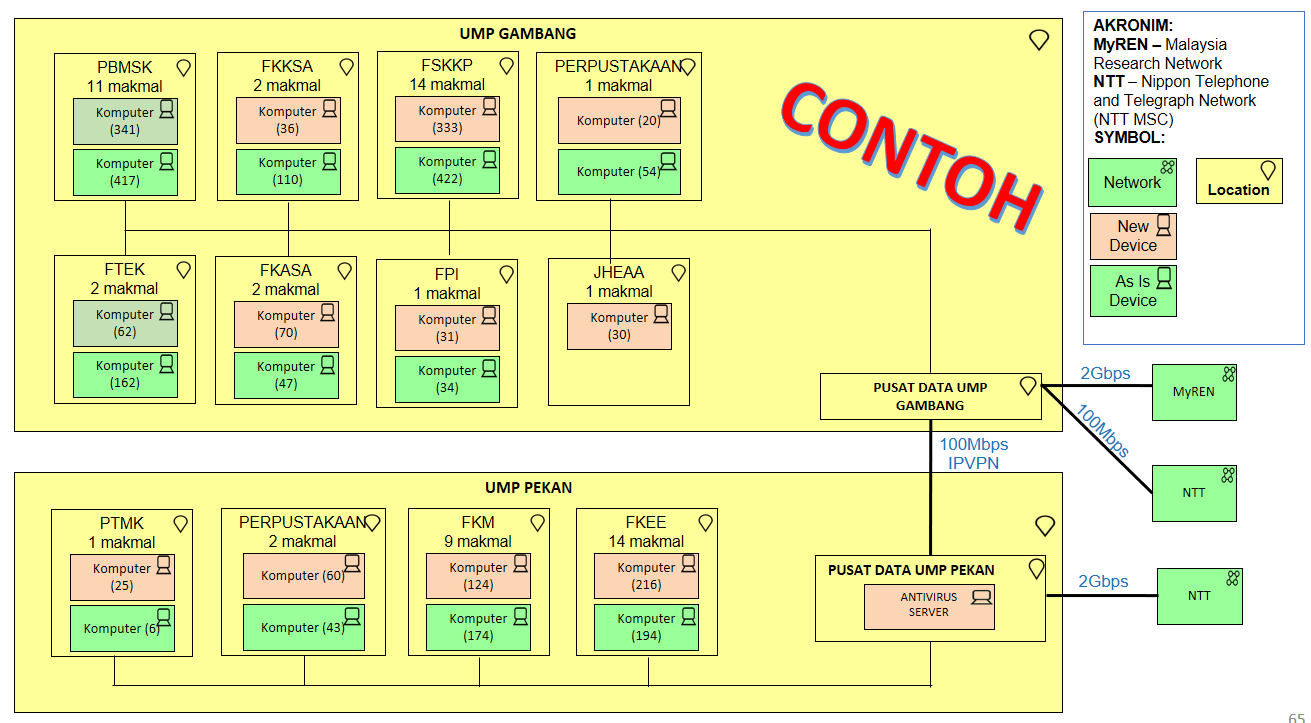 UMP GAMBANG
PBMSK
11 makmal
Komputer
(341)
Komputer
(417)
FKKSA
2 makmal
Komputer
(36)
Komputer
(110)
FSKKP
14 makmal
Komputer
(333)
Komputer
(422)
PERPUSTAKAAN
1 makmal
Komputer (20)
Komputer (54)
CONTOH
FTEK
2 makmal
Komputer
(62)
Komputer
(162)
FKASA
2 makmal
Komputer
(70)
Komputer
(47)
FPI
1 makmal
Komputer
(31)
Komputer
(34)
JHEAA
1 makmal
Komputer
(30)
PUSAT DATA UMP
GAMBANG
AKRONIM:
MyREN – Malaysia
Research Network
NTT – Nippon Telephone
and Telegraph Network
(NTT MSC)
SYMBOL:
Network
Location
New
Device
As Is
Device
2Gbps
MyREN
100Mbps
NTT
100Mbps
IPVPN
UMP PEKAN
PTMK
1 makmal
Komputer
(25)
Komputer (6)
PERPUSTAKAAN
2 makmal
Komputer (60)
Komputer (43)
FKM
9 makmal
Komputer
(124)
Komputer
(174)
FKEE
14 makmal
Komputer
(216)
Komputer
(194)
PUSAT DATA UMP PEKAN
ANTIVIRUS
SERVER
2Gbps
NTT
65